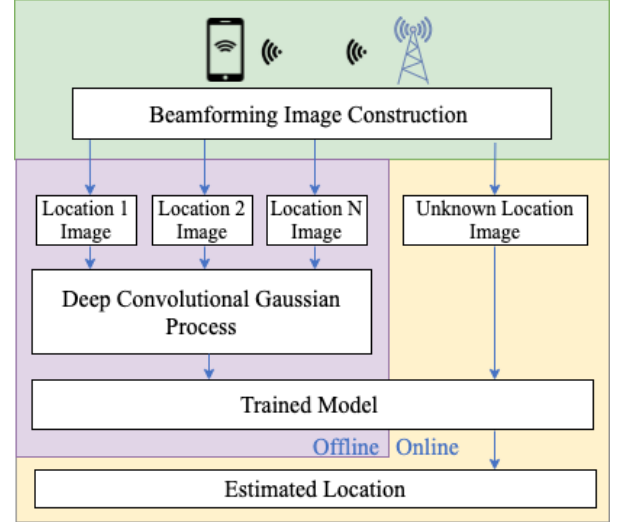 Beamforming Image Construction
Location 1
Image
Location 2
Image
Location N
Image
Unknown Location
Image
Deep Convolutional Gaussian
Process
Trained Model
Offline
Online
Estimated Location